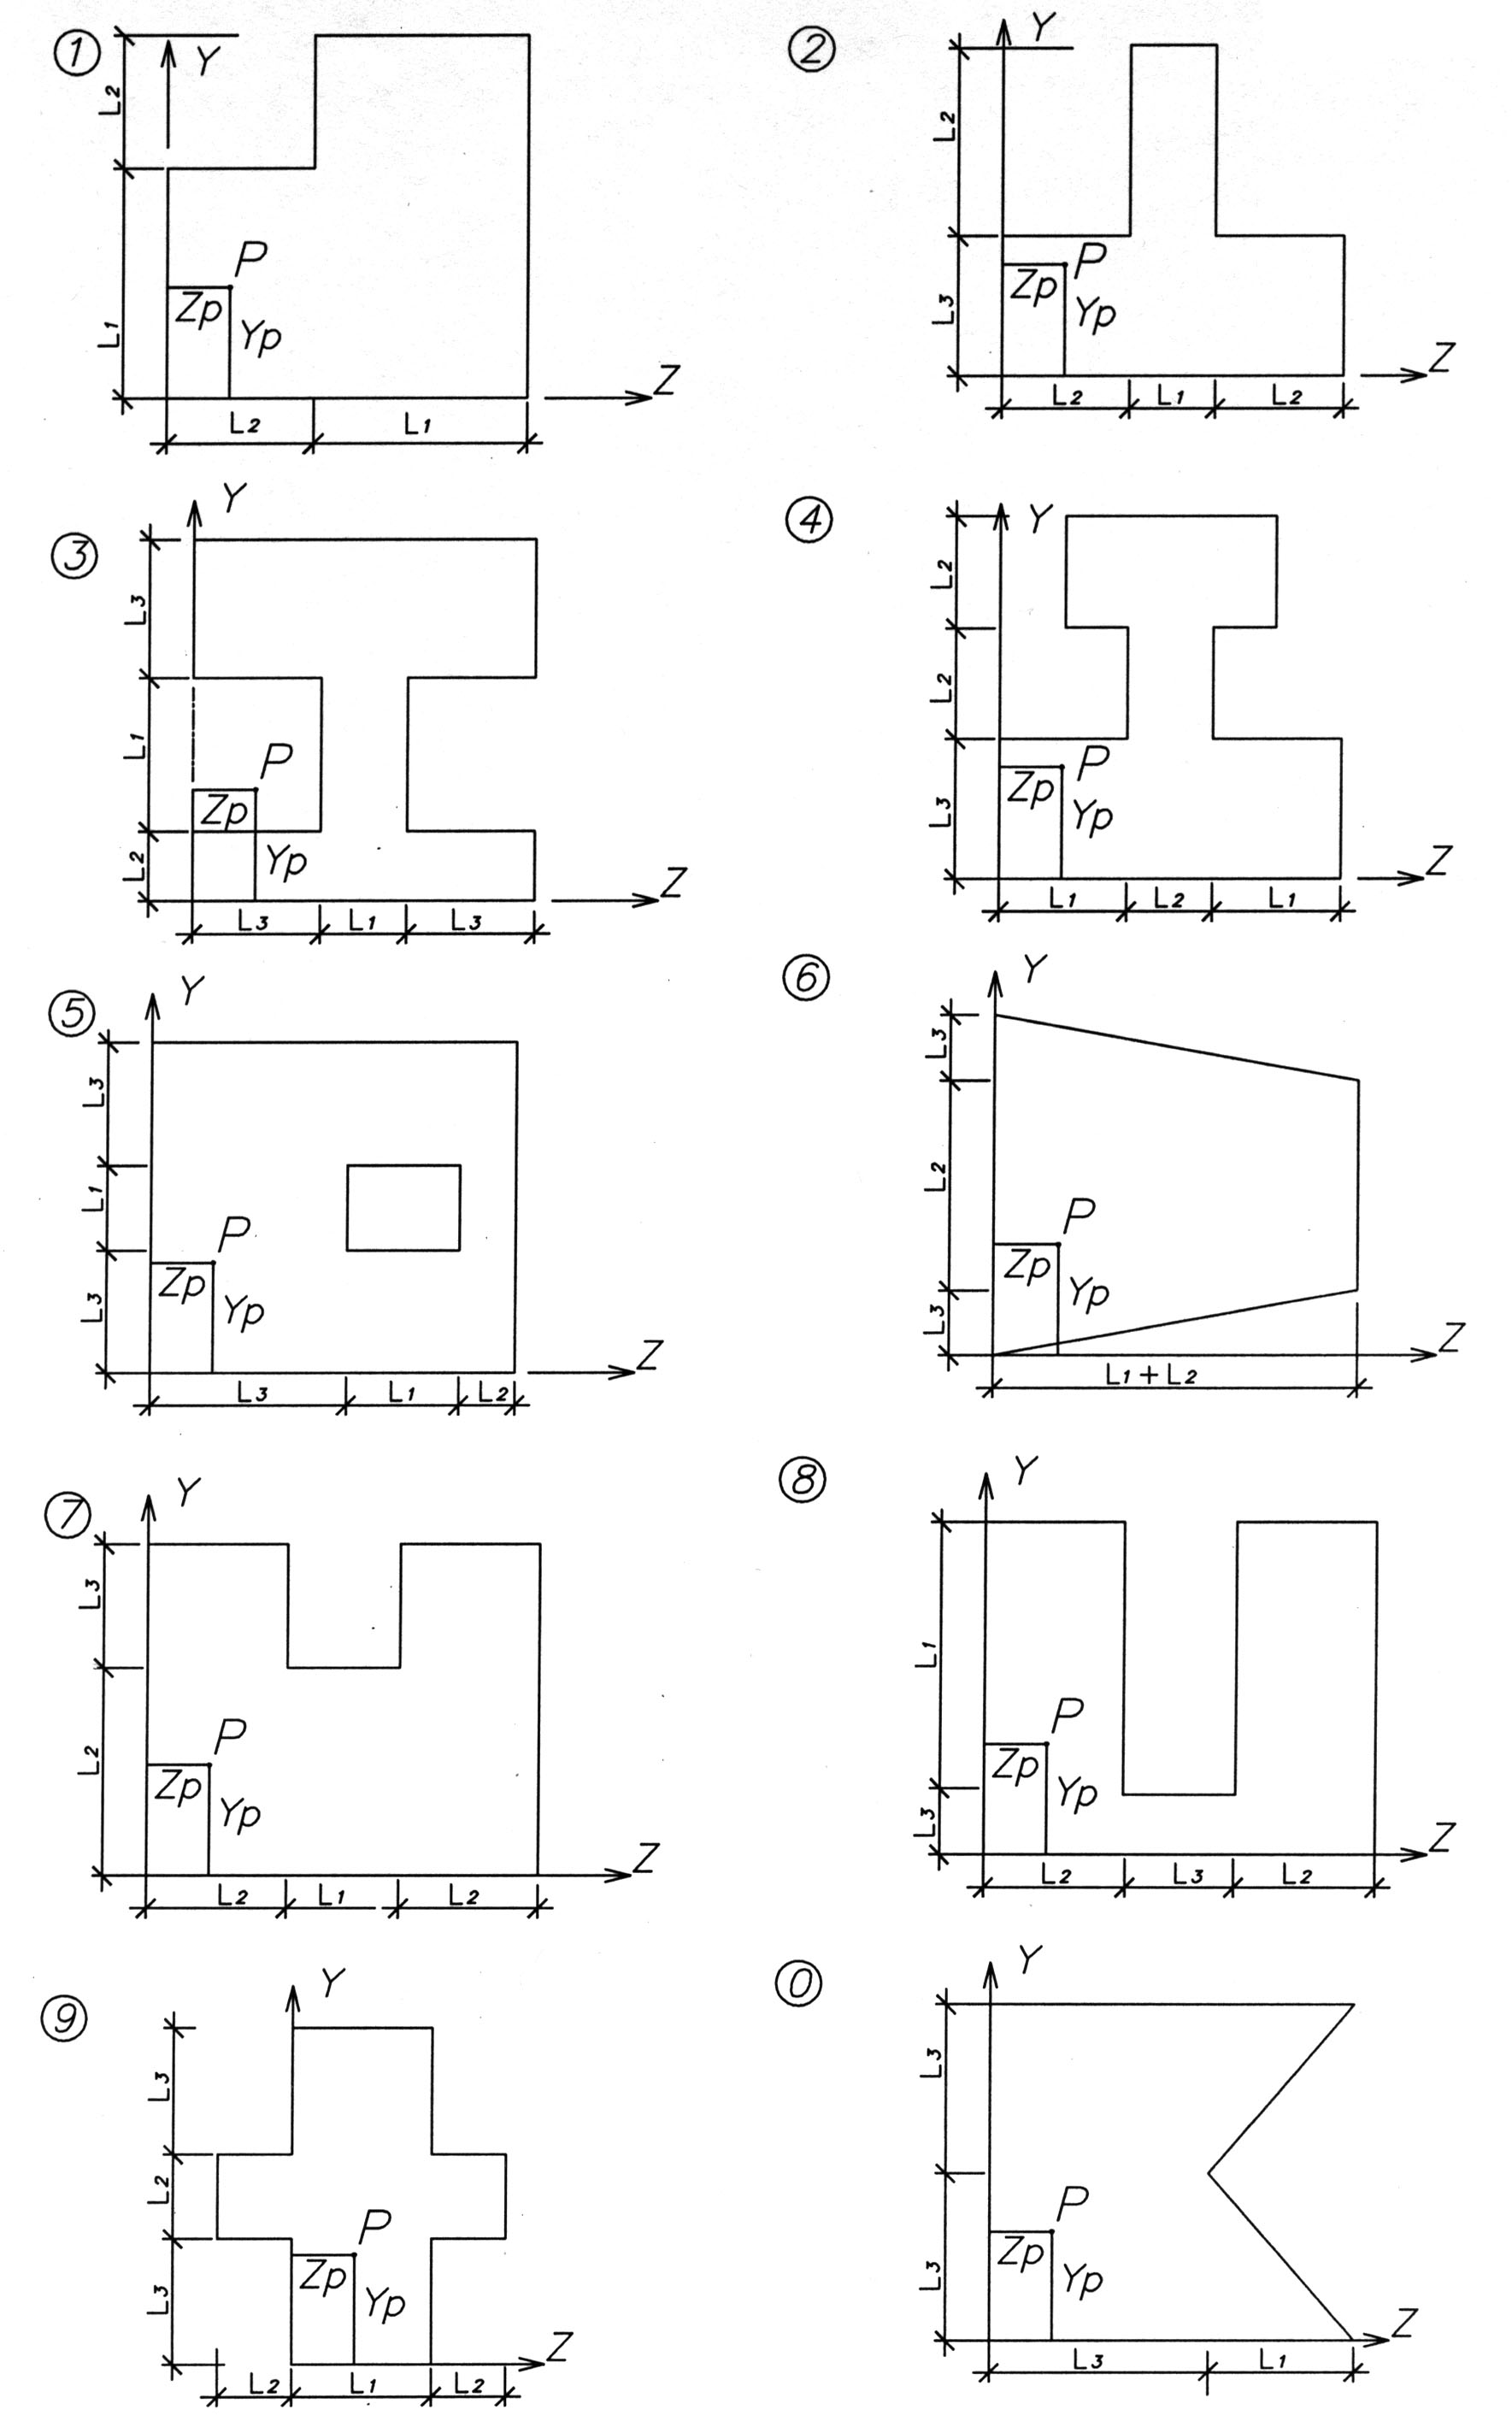 1
Y
L2
L1
P
Zp
Yp
Z
L2 L1
2
Y
L2
L3
P
Zp
Yp
Z
L2 L1 L2
3
Y
L3
L1
L2
P
Zp
Yp
Z
L3 L1 L3
4
Y
L2
L2
L3
P
Zp
Yp
Z
L1 L2 L1
5
Y
L3
L1
L3
P
Zp
Yp
Z
L3 L1 L2
6
Y
L3
L2
L3
P
Zp
Yp
Z
L1+L2
7
Y
L3
L2
P
Zp
Yp
Z
L2 L1 L2
8
Y
L1
L3
P
Zp
Yp
Z
L2 L3 L2
9
Y
L3
L2
L3
P
Zp
Yp
Z
L2 L1 L2
0
Y
L3
L3
P
Zp
Yp
Z
L3 L1